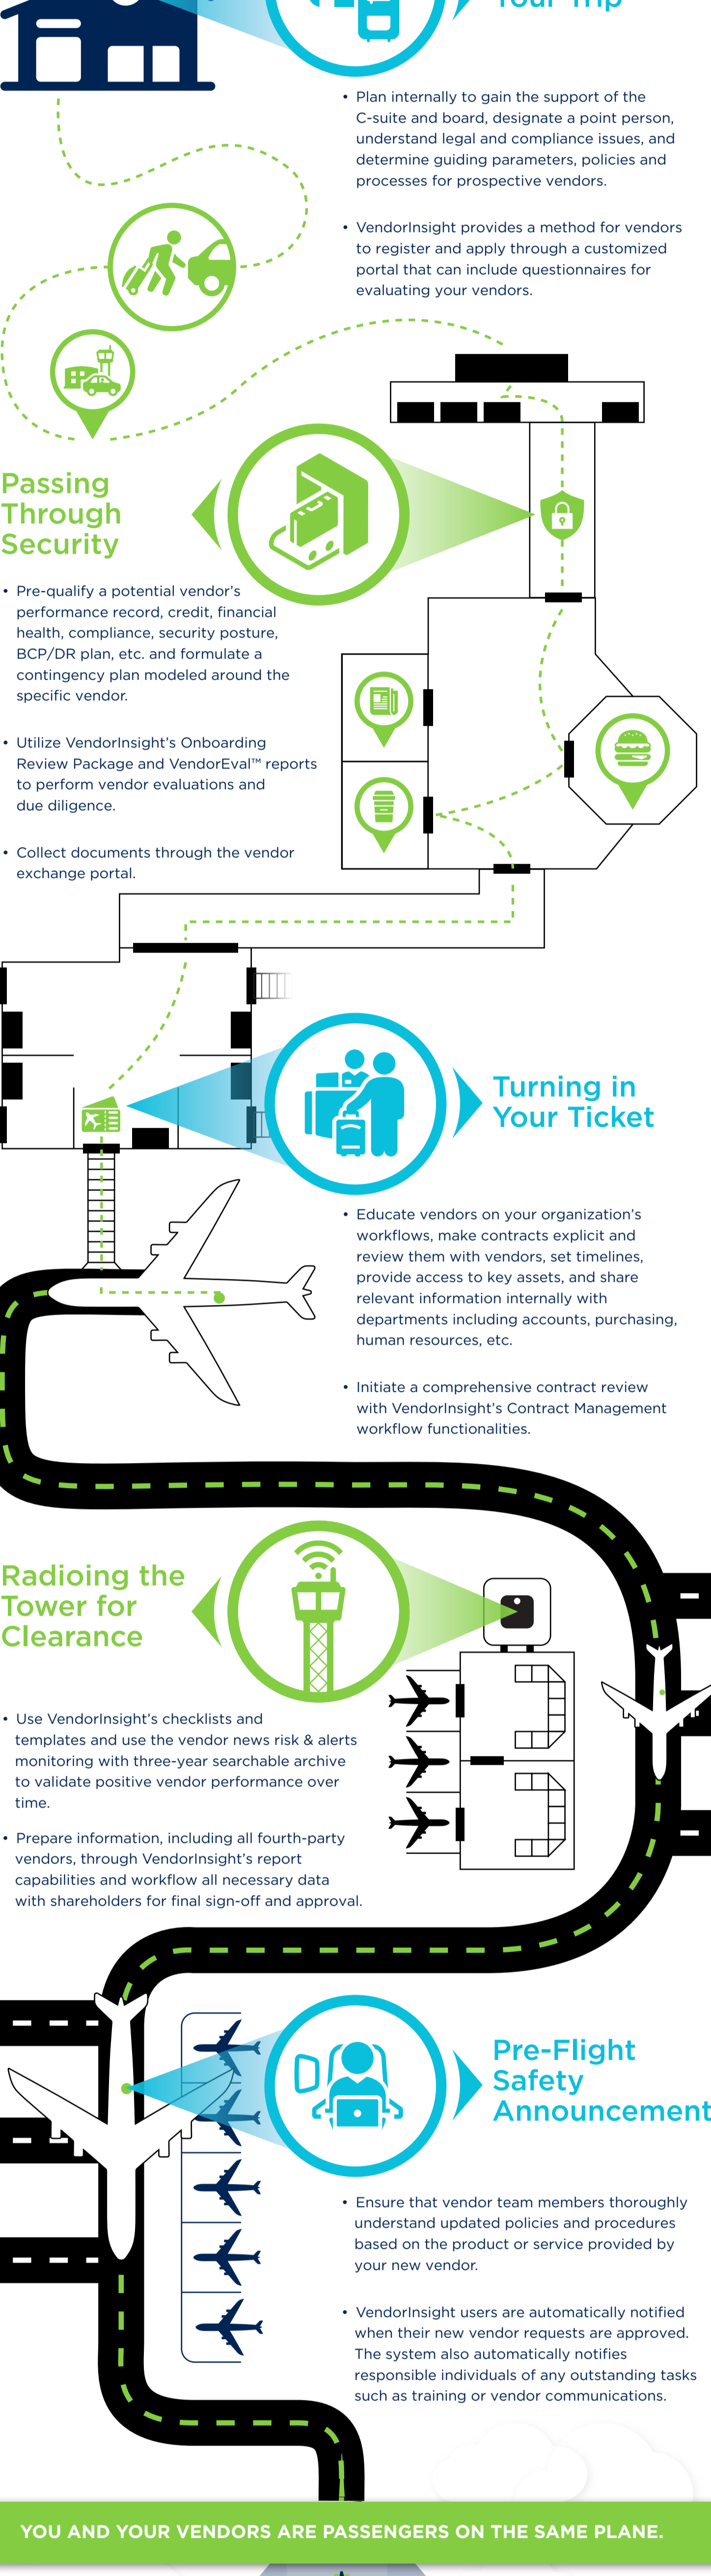 Your Trip
• Plan internally to gain the support of the
C-suite and board, designate a point person,
understand legal and compliance issues, and
determine guiding parameters, policies and
processes for prospective vendors.
• VendorInsight provides a method for vendors
to register and apply through a customized
portal that can include questionnaires for
evaluating your vendors.
Passing
Through
Security
• Pre-qualify a potential vendor’s
performance record, credit, financial
health, compliance, security posture,
BCP/DR plan, etc. and formulate a
contingency plan modeled around the
specific vendor.
• Utilize VendorInsight’s Onboarding
Review Package and VendorEval™ reports
to perform vendor evaluations and
due diligence.
• Collect documents through the vendor
exchange portal.
Turning in
Your Ticket
• Educate vendors on your organization’s
workflows, make contracts explicit and
review them with vendors, set timelines,
provide access to key assets, and share
relevant information internally with
departments including accounts, purchasing,
human resources, etc.
• Initiate a comprehensive contract review
with VendorInsight’s Contract Management
workflow functionalities.
Radioing the
Tower for
Clearance
• Use VendorInsight’s checklists and
templates and use the vendor news risk & alerts
monitoring with three-year searchable archive
to validate positive vendor performance over
time.
• Prepare information, including all fourth-party
vendors, through VendorInsight’s report
capabilities and workflow all necessary data
with shareholders for final sign-off and approval.
Pre-Flight
Safety
Announcement
• Ensure that vendor team members thoroughly
understand updated policies and procedures
based on the product or service provided by
your new vendor.
• VendorInsight users are automatically notified
when their new vendor requests are approved.
The system also automatically notifies
responsible individuals of any outstanding tasks
such as training or vendor communications.
YOU AND YOUR VENDORS ARE PASSENGERS ON THE SAME PLANE.